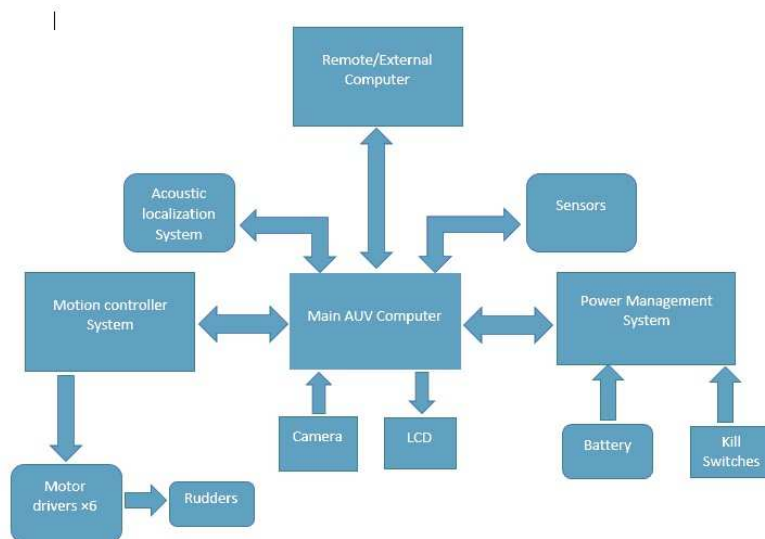 Remote/External
Computer
Acoustic
localization
System
Sensors
Motion controller
System
Main AUV Computer
Power Management
System
Camera
LCD
Battery
Kill
Switches
Motor
drivers ×6
Rudders